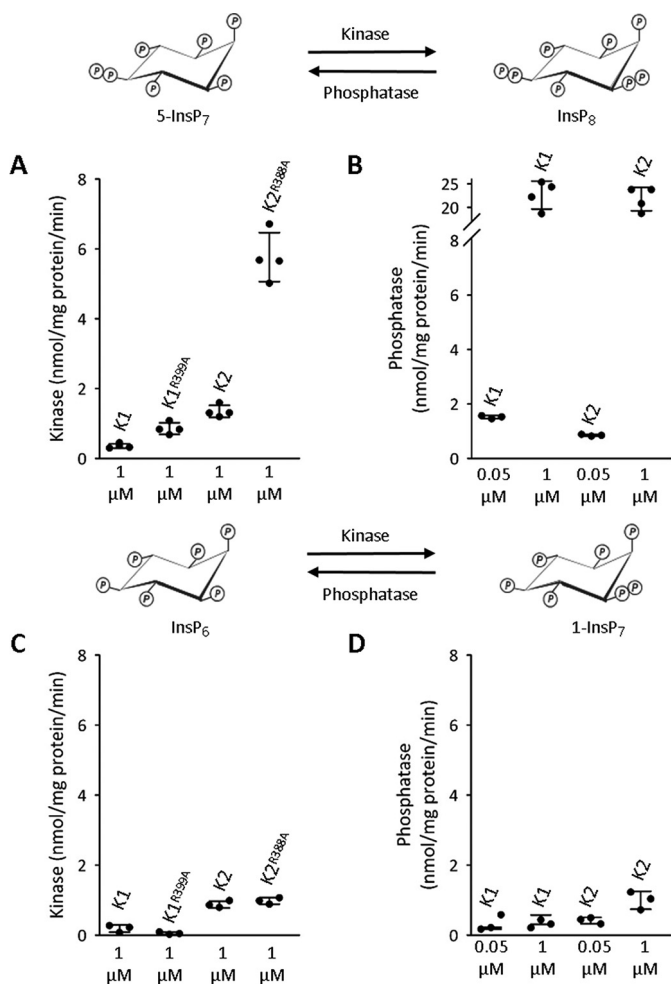 P P P P P P P
Kinase
Phosphatase
P P P P P P P P
5-InsP7
InsP8
A
Kinase (nmol/mg protein/min)
8
6
4
2
0
K1
K1R399A
K2
K2R388A
1 1 1 1
µM µM µM µM
B
Phosphatase
(nmol/mg protein/min)
25
20
8
6
4
2
0
K1
K1
K2
K2
0.05 1 0.05 1
µM µM µM µM
P P P P P P
Kinase
Phosphatase
P P P P P P P
InsP6
1-InsP7
C
Kinase (nmol/mg protein/min)
8
6
4
2
0
K1
K1R399A
K2
K2R388A
1 1 1 1
µM µM µM µM
D
Phosphatase
(nmol/mg protein/min)
8
6
4
2
0
K1
K1
K2
K2
0.05 1 0.05 1
µM µM µM µM